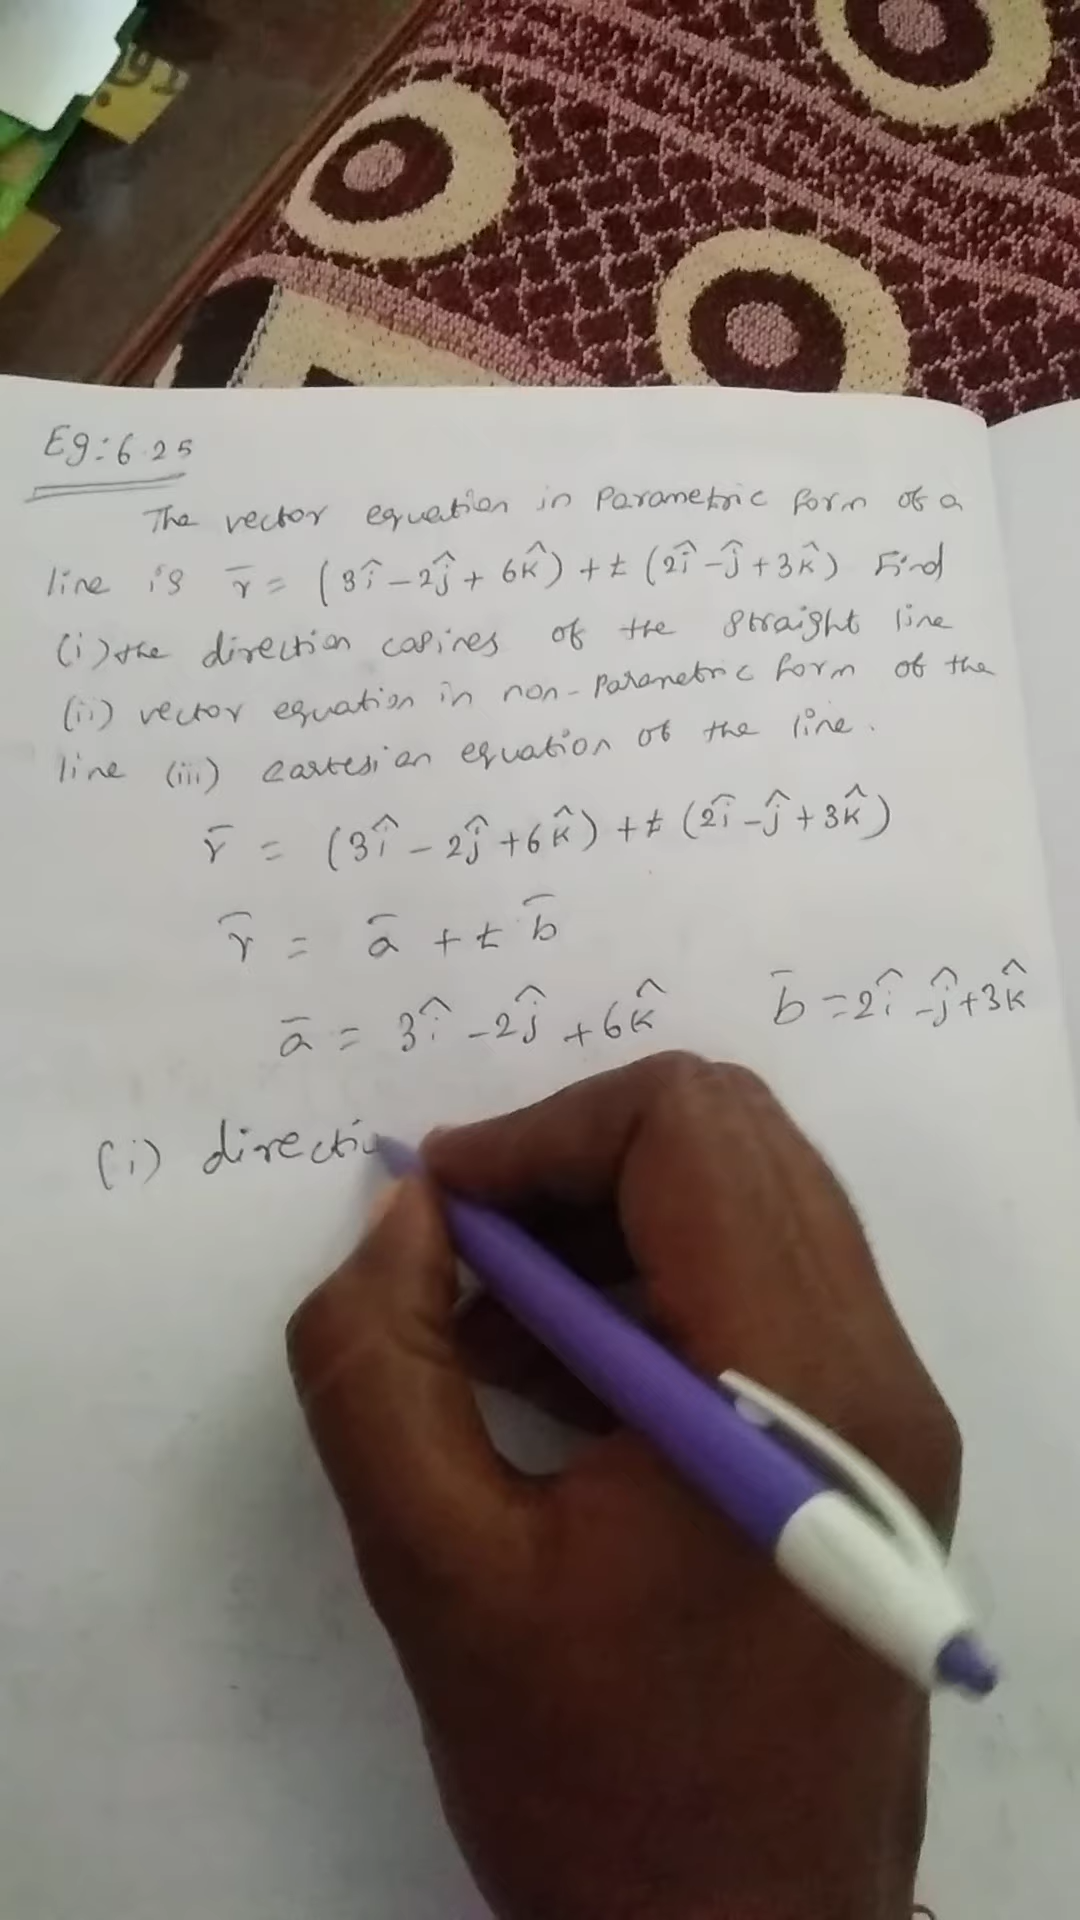 Eg: 6.25
The vector equation in Parametric form of a
line is r̄ = (3î - 2ĵ + 6k̂) + t (2î - ĵ + 3k̂) Find
(i) the direction cosines of the straight line
(ii) vector equation in non-Parametric form of the
line (iii) cartesian equation of the line.
r̄ = (3î - 2ĵ + 6k̂) + t (2î - ĵ + 3k̂)
r̄ = ā + t b̄
ā = 3î - 2ĵ + 6k̂ b̄ = 2î - ĵ + 3k̂
(i) directi